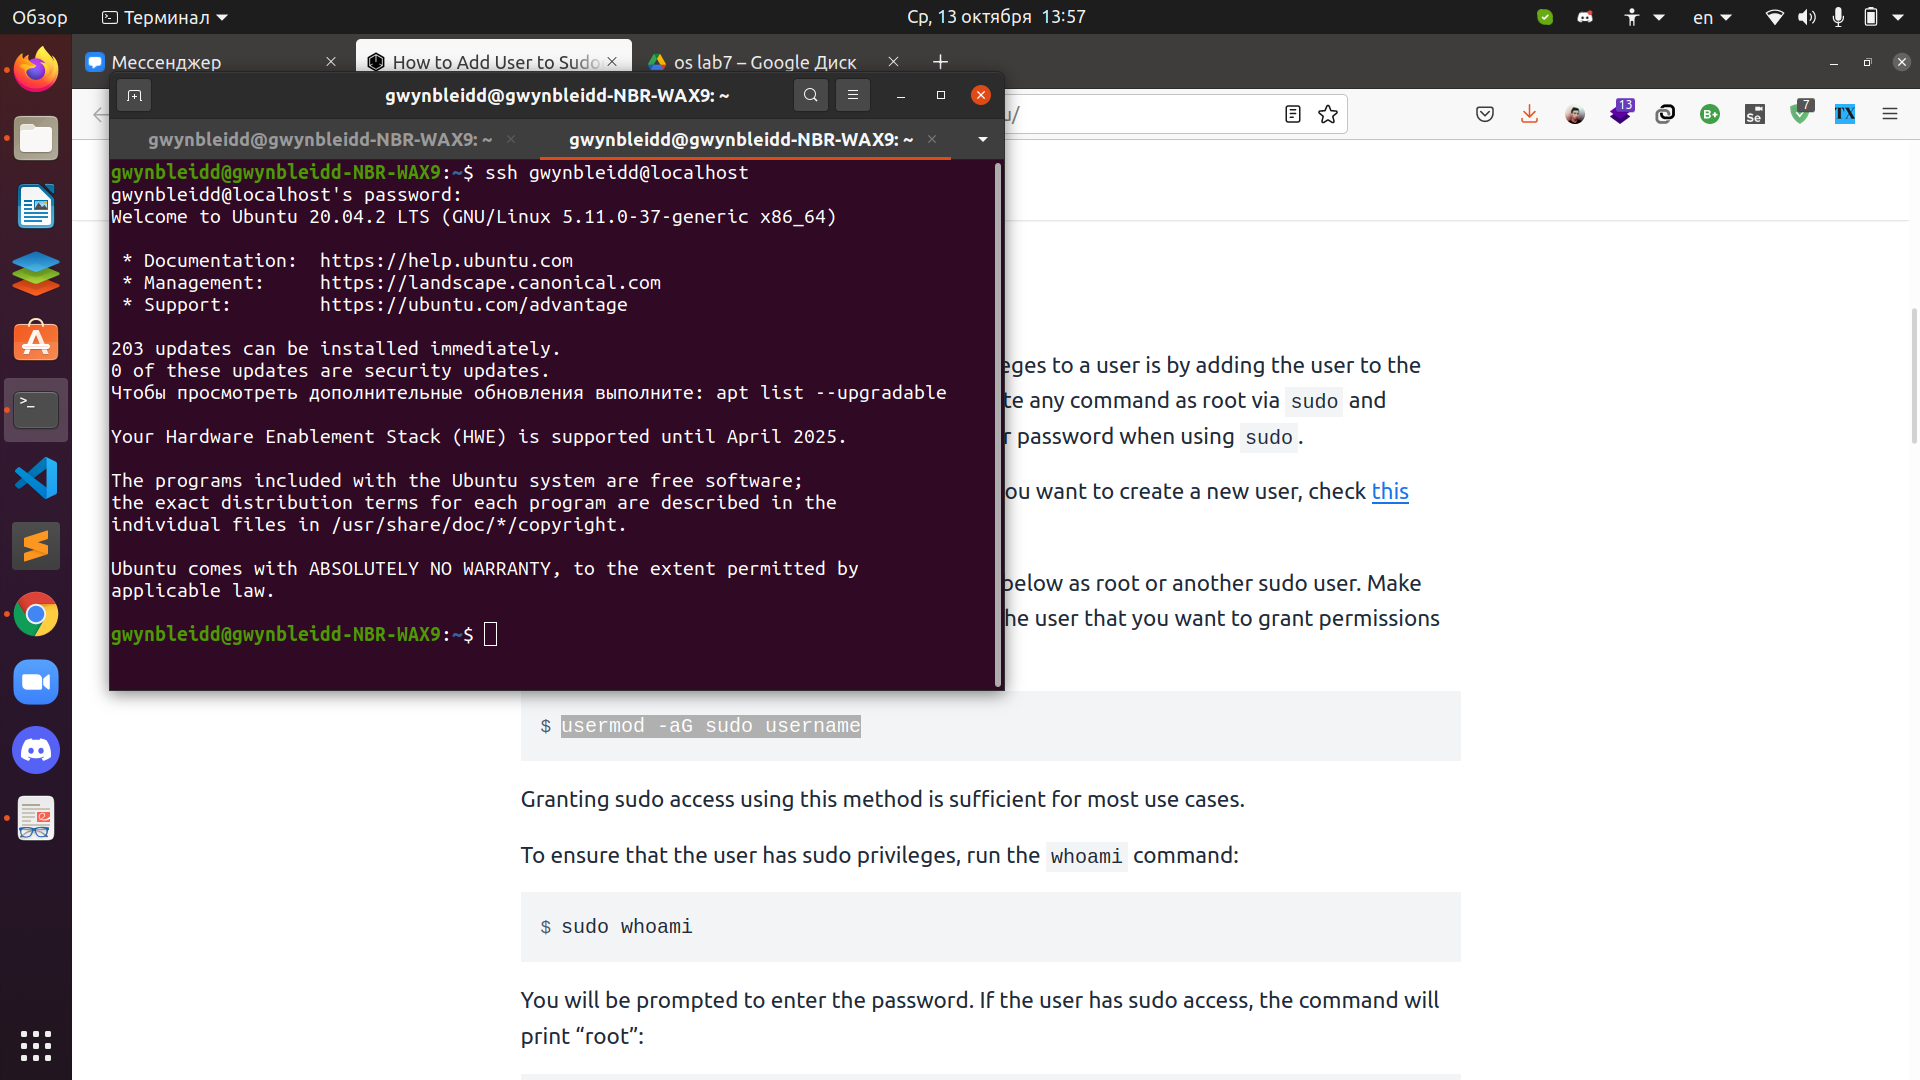 Обзор
Терминал
Ср, 13 октября 13:57
en
Мессенджер
How to Add User to Sudo
os lab7 – Google Диск
gwynbleidd@gwynbleidd-NBR-WAX9: ~
u/
13
B+
Se
7
TX
gwynbleidd@gwynbleidd-NBR-WAX9: ~
gwynbleidd@gwynbleidd-NBR-WAX9: ~
gwynbleidd@gwynbleidd-NBR-WAX9:~$ ssh gwynbleidd@localhost
gwynbleidd@localhost's password:
Welcome to Ubuntu 20.04.2 LTS (GNU/Linux 5.11.0-37-generic x86_64)
* Documentation: https://help.ubuntu.com
* Management: https://landscape.canonical.com
* Support: https://ubuntu.com/advantage
203 updates can be installed immediately.
0 of these updates are security updates.
Чтобы просмотреть дополнительные обновления выполните: apt list --upgradable
Your Hardware Enablement Stack (HWE) is supported until April 2025.
The programs included with the Ubuntu system are free software;
the exact distribution terms for each program are described in the
individual files in /usr/share/doc/*/copyright.
Ubuntu comes with ABSOLUTELY NO WARRANTY, to the extent permitted by
applicable law.
gwynbleidd@gwynbleidd-NBR-WAX9:~$
eges to a user is by adding the user to the
te any command as root via sudo and
r password when using sudo.
ou want to create a new user, check this
below as root or another sudo user. Make
he user that you want to grant permissions
$ usermod -aG sudo username
Granting sudo access using this method is sufficient for most use cases.
To ensure that the user has sudo privileges, run the whoami command:
$ sudo whoami
You will be prompted to enter the password. If the user has sudo access, the command will
print “root”: